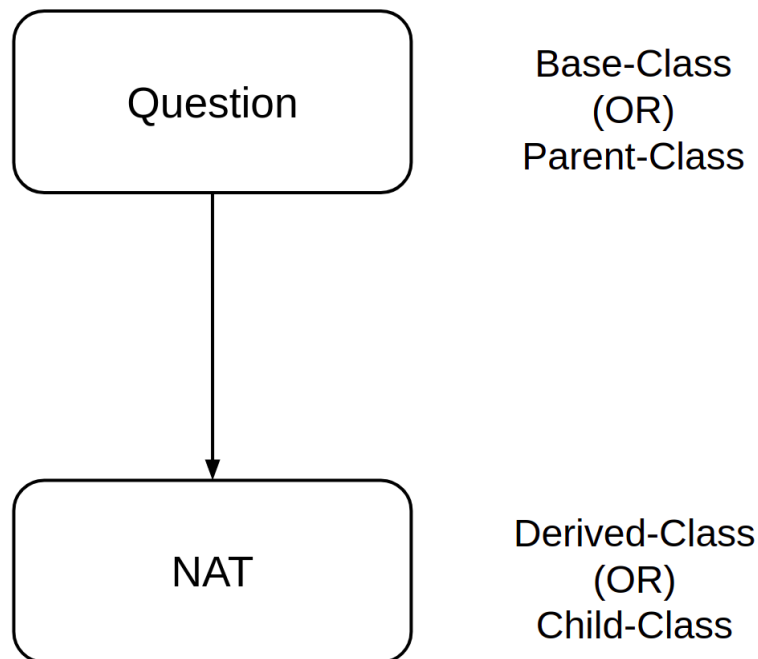 Question
Base-Class
(OR)
Parent-Class
NAT
Derived-Class
(OR)
Child-Class